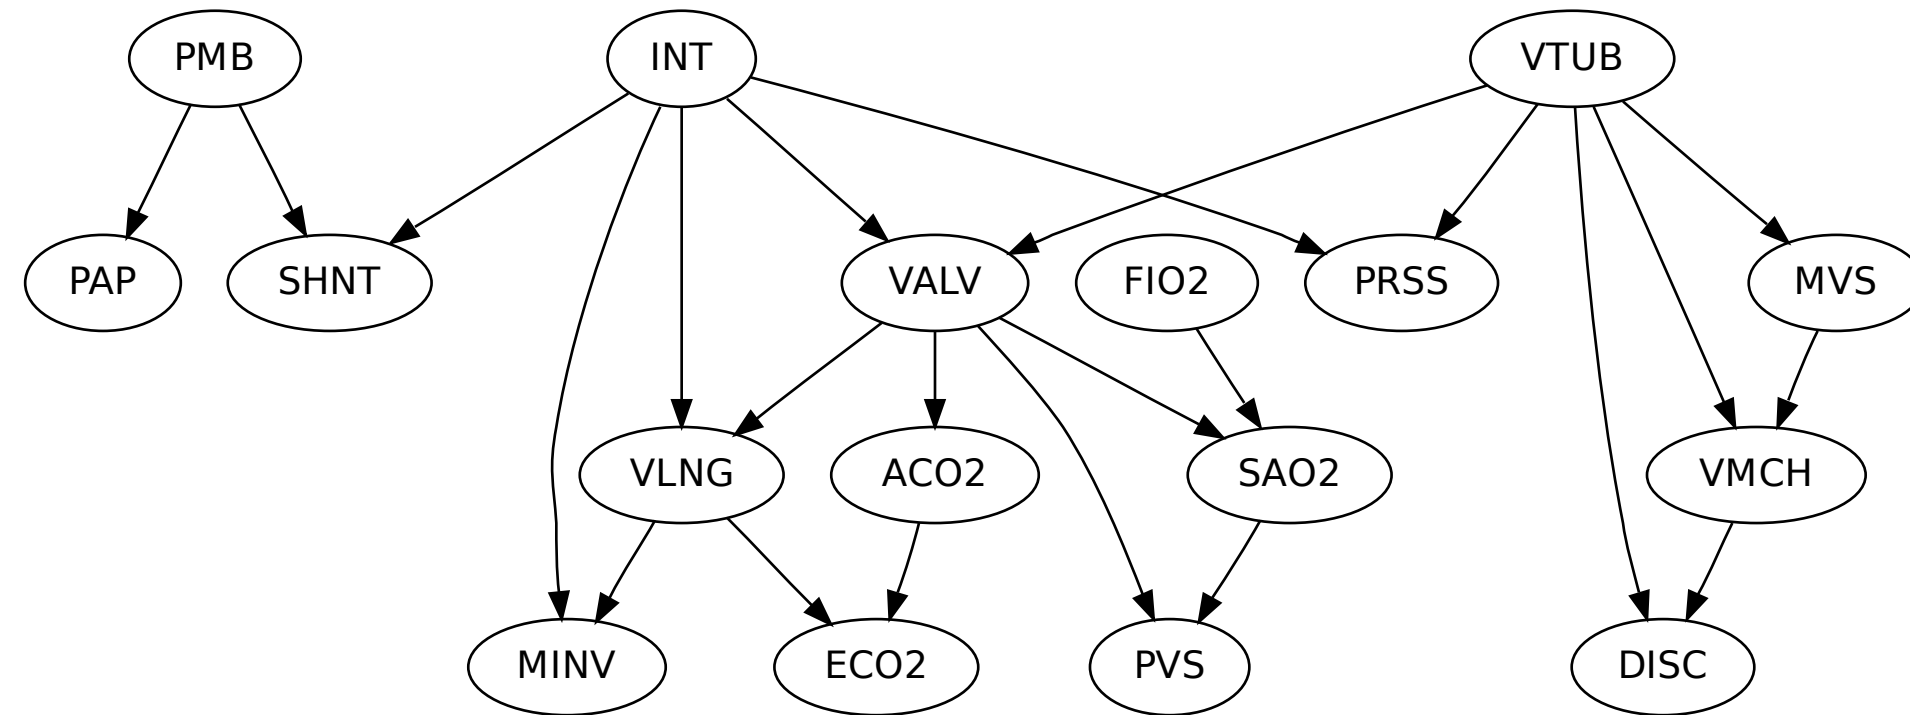 PMB INT VTUB
PAP SHNT VALV FIO2 PRSS MVS
VLNG ACO2 SAO2 VMCH
MINV ECO2 PVS DISC